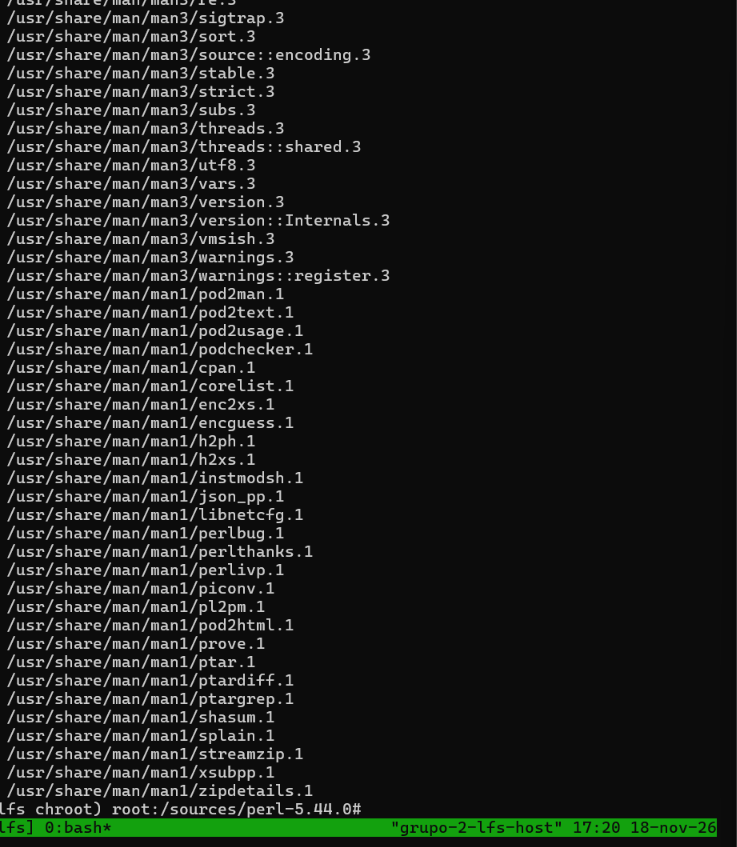 /usr/share/man/man3/re.3
/usr/share/man/man3/sigtrap.3
/usr/share/man/man3/sort.3
/usr/share/man/man3/source::encoding.3
/usr/share/man/man3/stable.3
/usr/share/man/man3/strict.3
/usr/share/man/man3/subs.3
/usr/share/man/man3/threads.3
/usr/share/man/man3/threads::shared.3
/usr/share/man/man3/utf8.3
/usr/share/man/man3/vars.3
/usr/share/man/man3/version.3
/usr/share/man/man3/version::Internals.3
/usr/share/man/man3/vmsish.3
/usr/share/man/man3/warnings.3
/usr/share/man/man3/warnings::register.3
/usr/share/man/man1/pod2man.1
/usr/share/man/man1/pod2text.1
/usr/share/man/man1/pod2usage.1
/usr/share/man/man1/podchecker.1
/usr/share/man/man1/cpan.1
/usr/share/man/man1/corelist.1
/usr/share/man/man1/enc2xs.1
/usr/share/man/man1/encguess.1
/usr/share/man/man1/h2ph.1
/usr/share/man/man1/h2xs.1
/usr/share/man/man1/instmodsh.1
/usr/share/man/man1/json_pp.1
/usr/share/man/man1/libnetcfg.1
/usr/share/man/man1/perlbug.1
/usr/share/man/man1/perlthanks.1
/usr/share/man/man1/perlivp.1
/usr/share/man/man1/piconv.1
/usr/share/man/man1/pl2pm.1
/usr/share/man/man1/pod2html.1
/usr/share/man/man1/prove.1
/usr/share/man/man1/ptar.1
/usr/share/man/man1/ptardiff.1
/usr/share/man/man1/ptargrep.1
/usr/share/man/man1/shasum.1
/usr/share/man/man1/splain.1
/usr/share/man/man1/streamzip.1
/usr/share/man/man1/xsubpp.1
/usr/share/man/man1/zipdetails.1
lfs chroot) root:/sources/perl-5.44.0#
lfs] 0:bash* "grupo-2-lfs-host" 17:20 18-nov-26